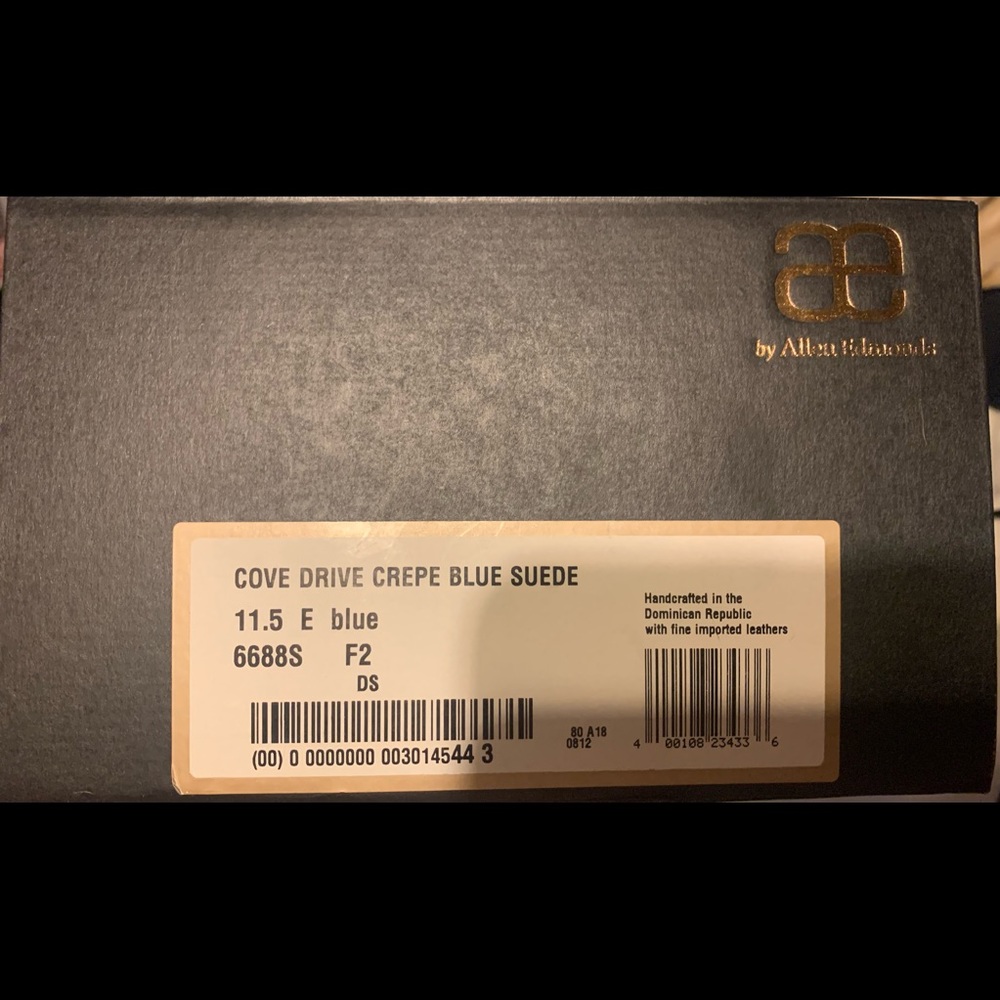 æ
by Allen Edmonds
COVE DRIVE CREPE BLUE SUEDE
11.5 E blue
6688S F2
DS
(00) 0 0000000 003014544 3
80 A18
0812
Handcrafted in the
Dominican Republic
with fine imported leathers
4 00108 23433 6